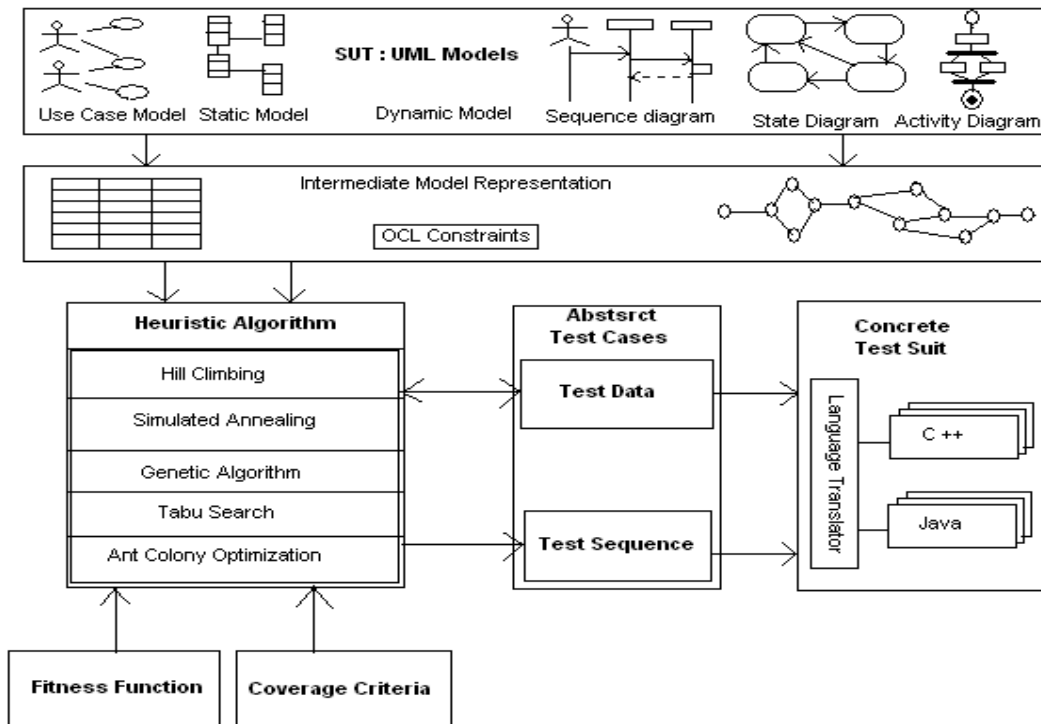 SUT : UML Models
Use Case Model
Static Model
Dynamic Model
Sequence diagram
State Diagram
Activity Diagram
Intermediate Model Representation
OCL Constraints
Heuristic Algorithm
Hill Climbing
Simulated Annealing
Genetic Algorithm
Tabu Search
Ant Colony Optimization
Abstsrct
Test Cases
Test Data
Test Sequence
Concrete
Test Suit
Language Translator
C ++
Java
Fitness Function
Coverage Criteria